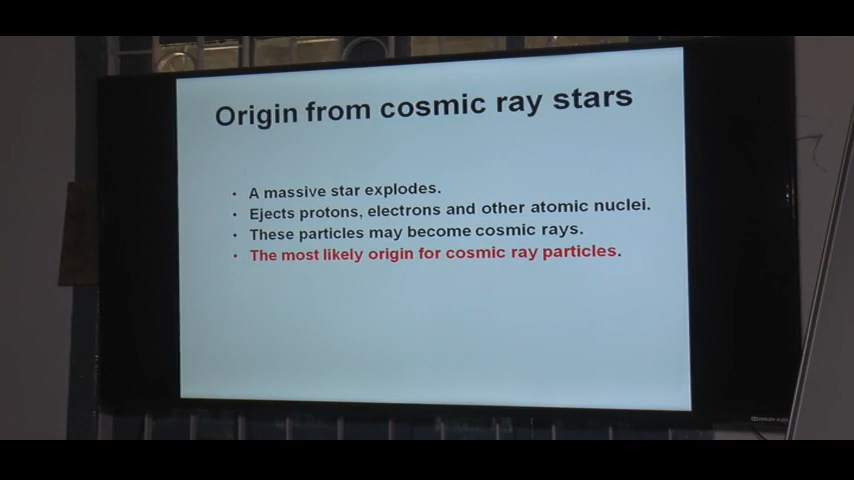 Origin from cosmic ray stars
• A massive star explodes.
• Ejects protons, electrons and other atomic nuclei.
• These particles may become cosmic rays.
• The most likely origin for cosmic ray particles.